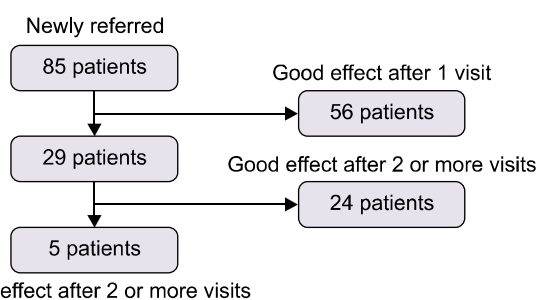 Newly referred
85 patients
Good effect after 1 visit
56 patients
29 patients
Good effect after 2 or more visits
24 patients
5 patients
effect after 2 or more visits